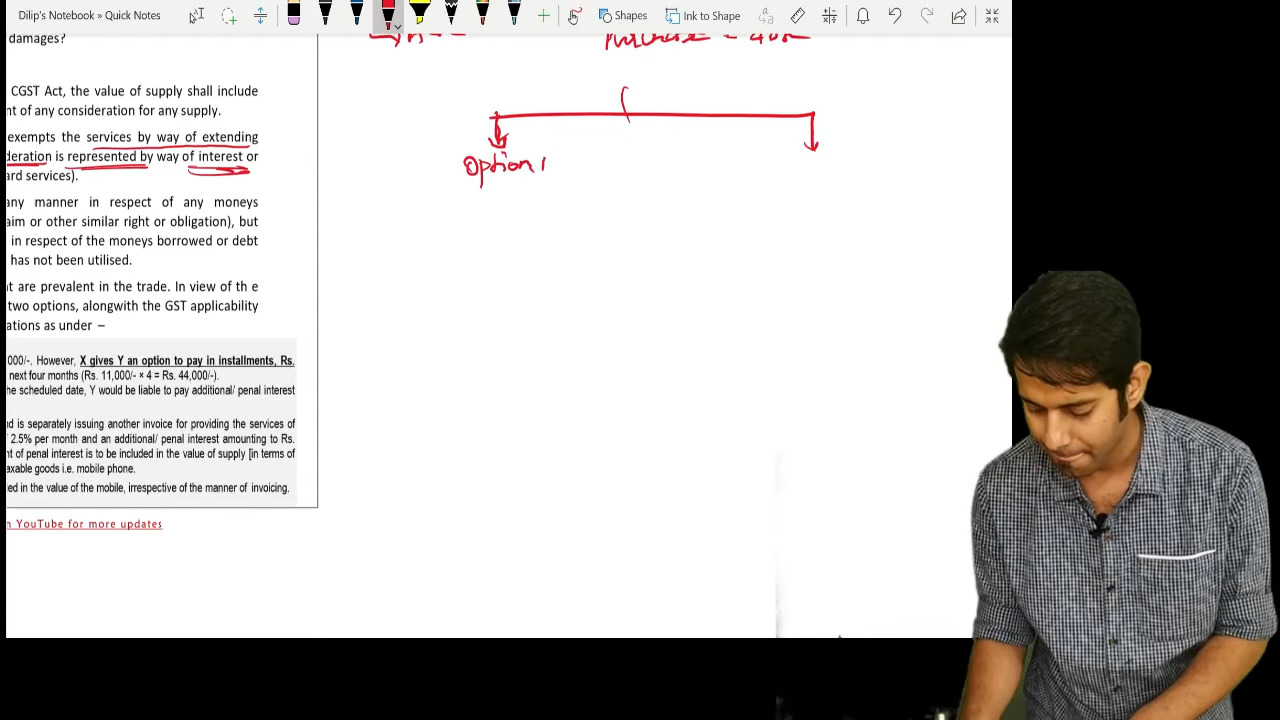 Dilip's Notebook » Quick Notes
Shapes
Ink to Shape
damages?
Purchase = 40k
CGST Act, the value of supply shall include
nt of any consideration for any supply.
exempts the services by way of extending
deration is represented by way of interest or
ard services).
Option 1
any manner in respect of any moneys
aim or other similar right or obligation), but
in respect of the moneys borrowed or debt
has not been utilised.
t are prevalent in the trade. In view of th e
two options, alongwith the GST applicability
ations as under –
000/-. However, X gives Y an option to pay in installments, Rs.
next four months (Rs. 11,000/- × 4 = Rs. 44,000/-).
he scheduled date, Y would be liable to pay additional/ penal interest
nd is separately issuing another invoice for providing the services of
2.5% per month and an additional/ penal interest amounting to Rs.
nt of penal interest is to be included in the value of supply [in terms of
axable goods i.e. mobile phone.
ed in the value of the mobile, irrespective of the manner of invoicing.
n YouTube for more updates